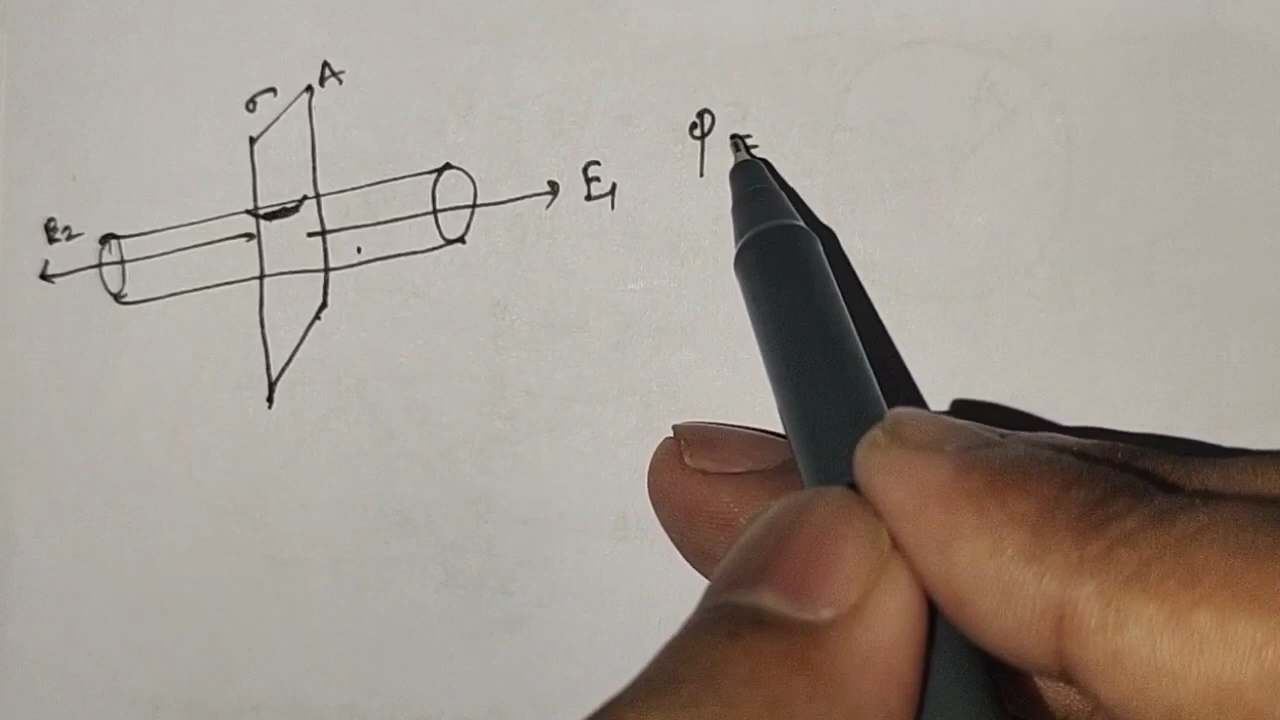 σ A
φ =
E₁
E₂